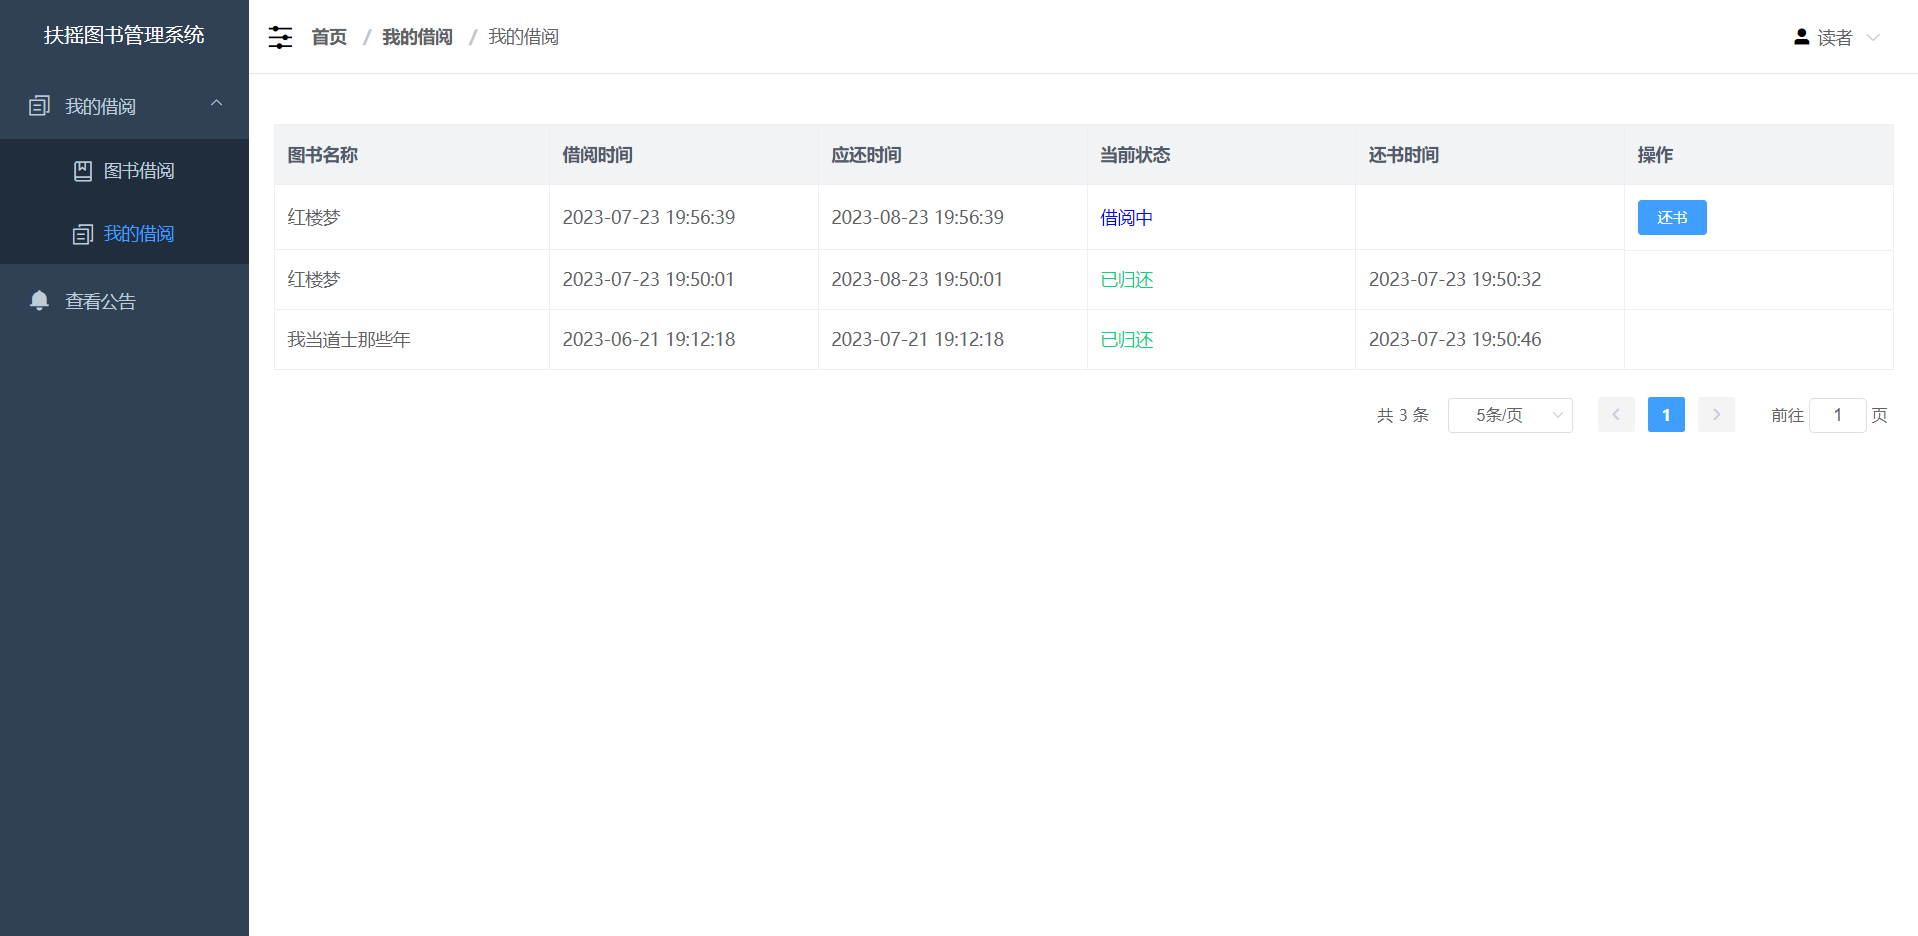 扶摇图书管理系统
我的借阅
图书借阅
我的借阅
查看公告
首页 / 我的借阅 / 我的借阅
读者
图书名称 借阅时间 应还时间 当前状态 还书时间 操作
红楼梦 2023-07-23 19:56:39 2023-08-23 19:56:39 借阅中 还书
红楼梦 2023-07-23 19:50:01 2023-08-23 19:50:01 已归还 2023-07-23 19:50:32
我当道士那些年 2023-06-21 19:12:18 2023-07-21 19:12:18 已归还 2023-07-23 19:50:46
共 3 条 5条/页 1 前往 1 页